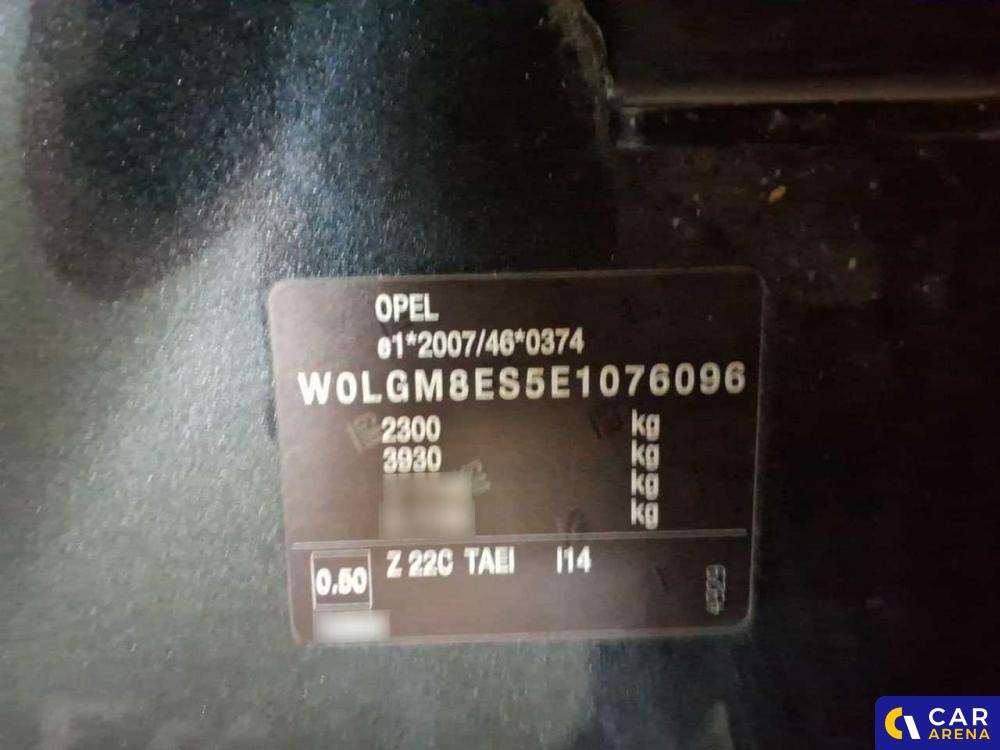 OPEL
e1*2007/46*0374
W0LGM8ES5E1076096
2300 kg
3930 kg
kg
kg
0,50 Z 22C TAEI I14
CAR
ARENA